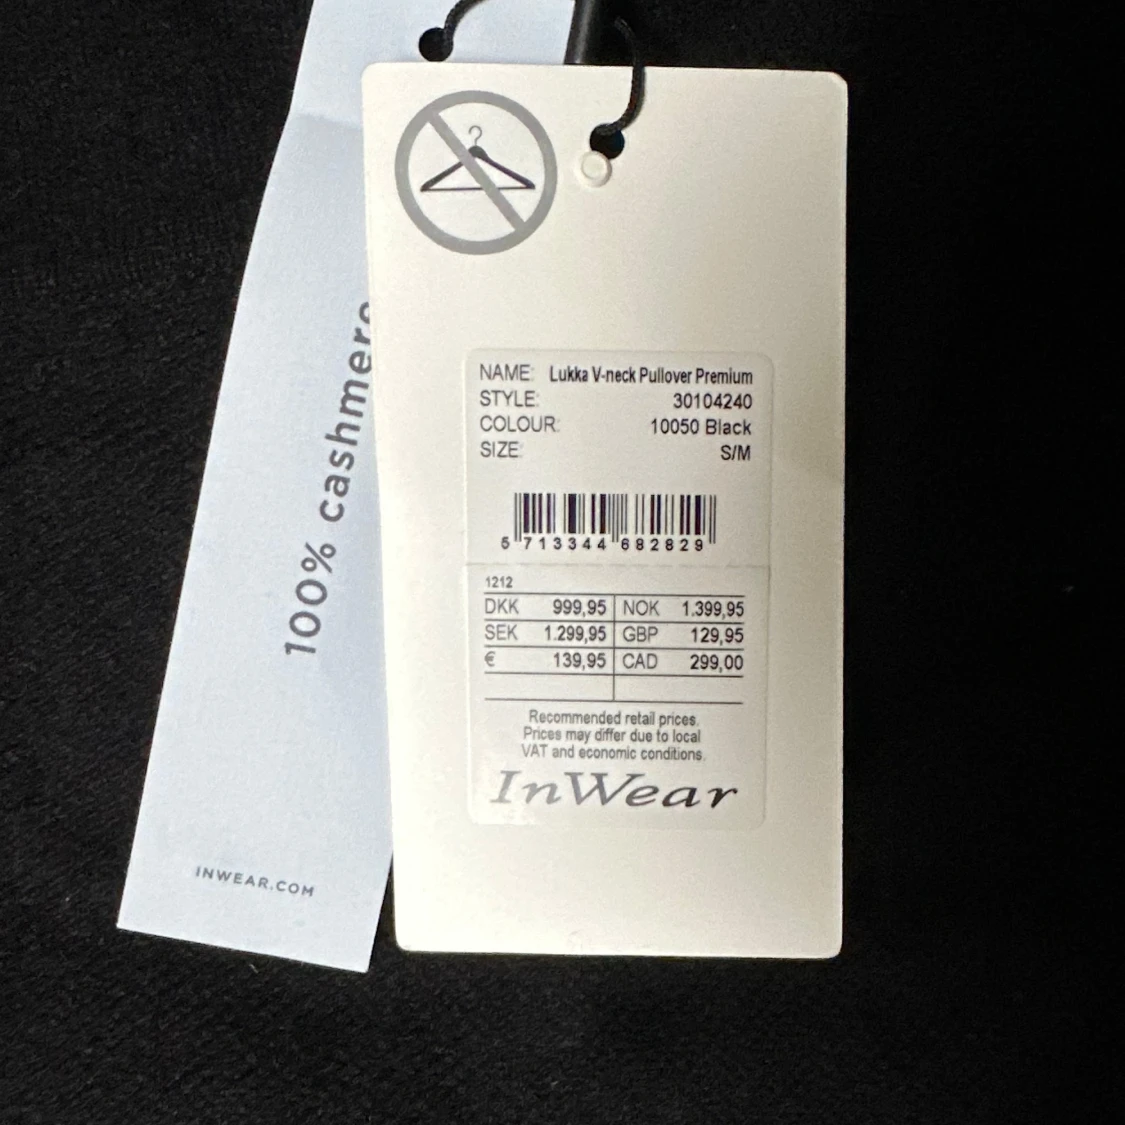 100% cashmere
INWEAR.COM
NAME: Lukka V-neck Pullover Premium
STYLE: 30104240
COLOUR: 10050 Black
SIZE: S/M
5 713344 682829
1212
DKK 999,95 NOK 1.399,95
SEK 1.299,95 GBP 129,95
€ 139,95 CAD 299,00
Recommended retail prices.
Prices may differ due to local
VAT and economic conditions.
InWear